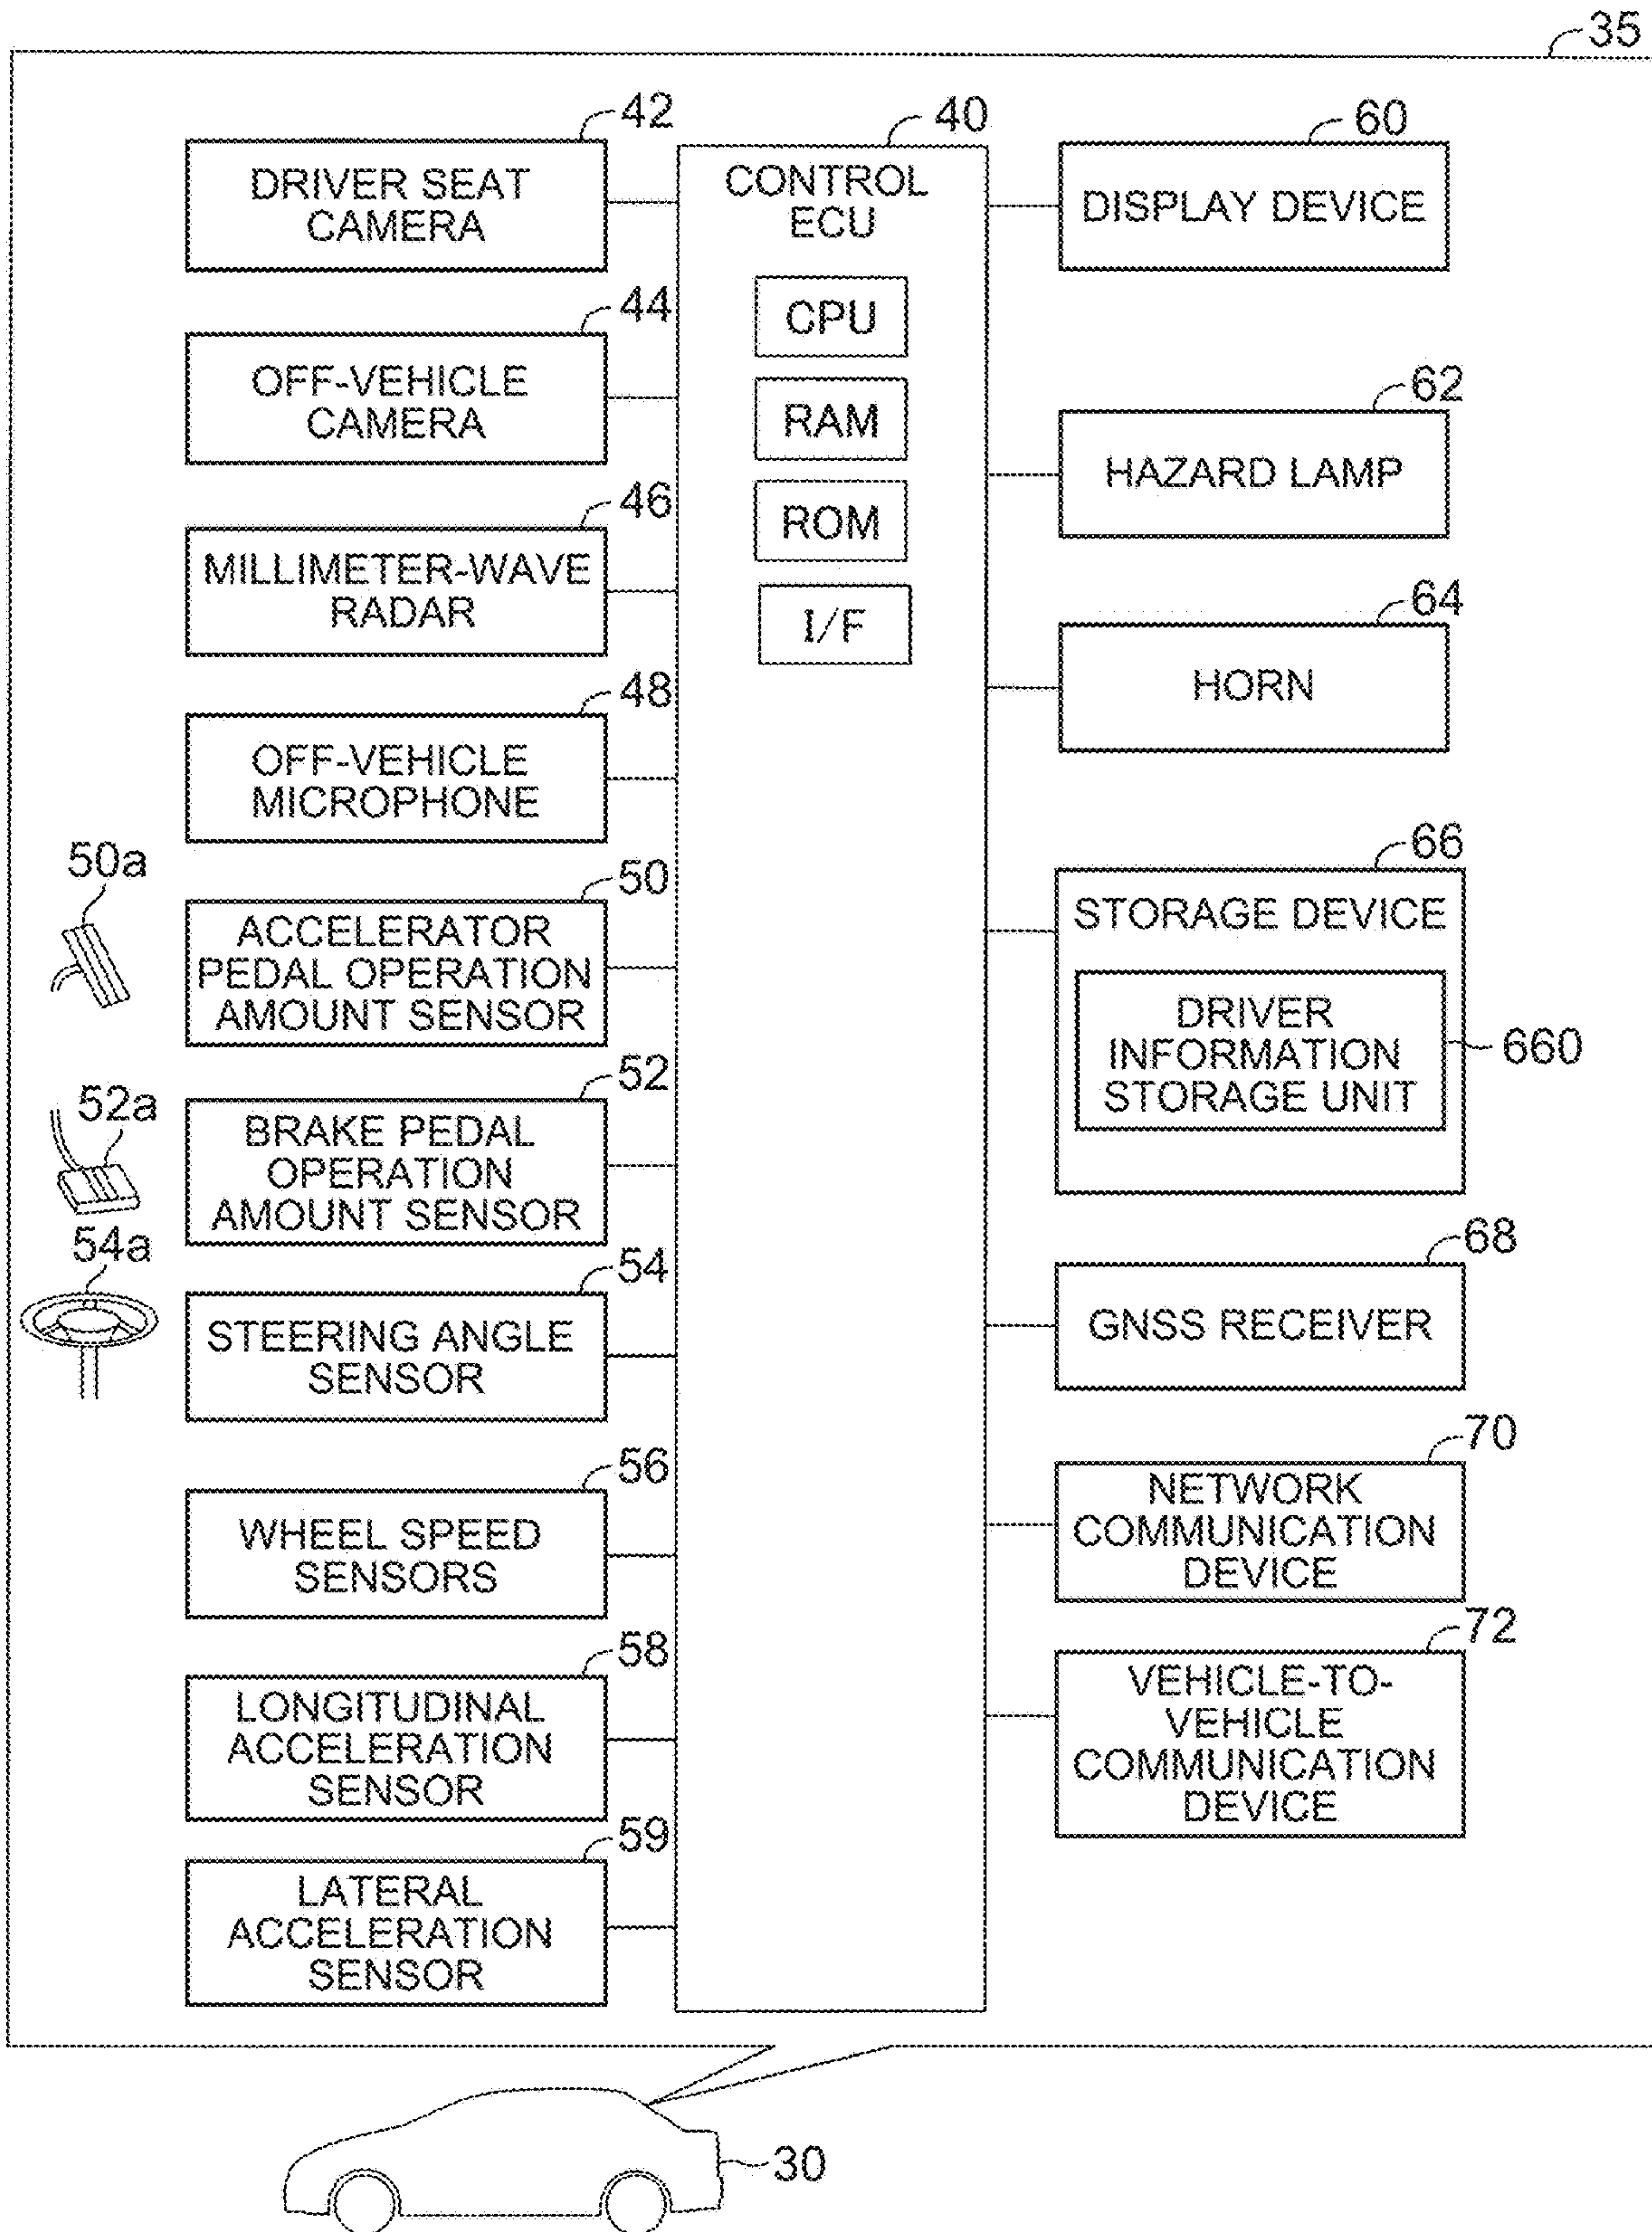 35
42
DRIVER SEAT
CAMERA
44
OFF-VEHICLE
CAMERA
46
MILLIMETER-WAVE
RADAR
48
OFF-VEHICLE
MICROPHONE
50a
50
ACCELERATOR
PEDAL OPERATION
AMOUNT SENSOR
52a
52
BRAKE PEDAL
OPERATION
AMOUNT SENSOR
54a
54
STEERING ANGLE
SENSOR
56
WHEEL SPEED
SENSORS
58
LONGITUDINAL
ACCELERATION
SENSOR
59
LATERAL
ACCELERATION
SENSOR
40
CONTROL
ECU
CPU
RAM
ROM
I/F
60
DISPLAY DEVICE
62
HAZARD LAMP
64
HORN
66
STORAGE DEVICE
DRIVER
INFORMATION
STORAGE UNIT
660
68
GNSS RECEIVER
70
NETWORK
COMMUNICATION
DEVICE
72
VEHICLE-TO-
VEHICLE
COMMUNICATION
DEVICE
30